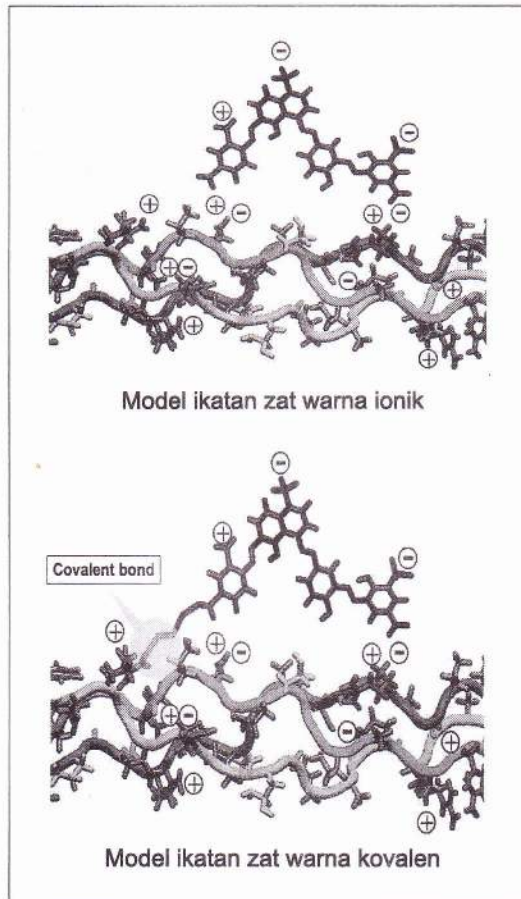 Model ikatan zat warna ionik
Covalent bond
Model ikatan zat warna kovalen